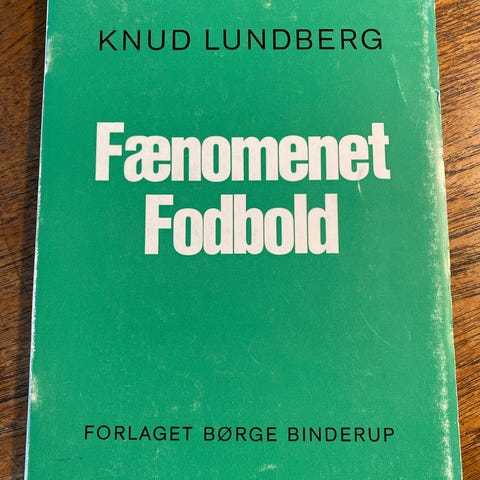 KNUD LUNDBERG
Fænomenet
Fodbold
FORLAGET BØRGE BINDERUP